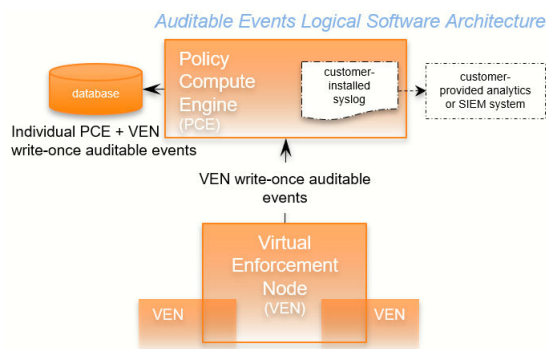 Auditable Events Logical Software Architecture
Policy
Compute
Engine
(PCE)
customer-
installed
syslog
customer-
provided analytics
or SIEM system
database
Individual PCE + VEN
write-once auditable events
VEN write-once auditable
events
Virtual
Enforcement
Node
(VEN)
VEN
VEN